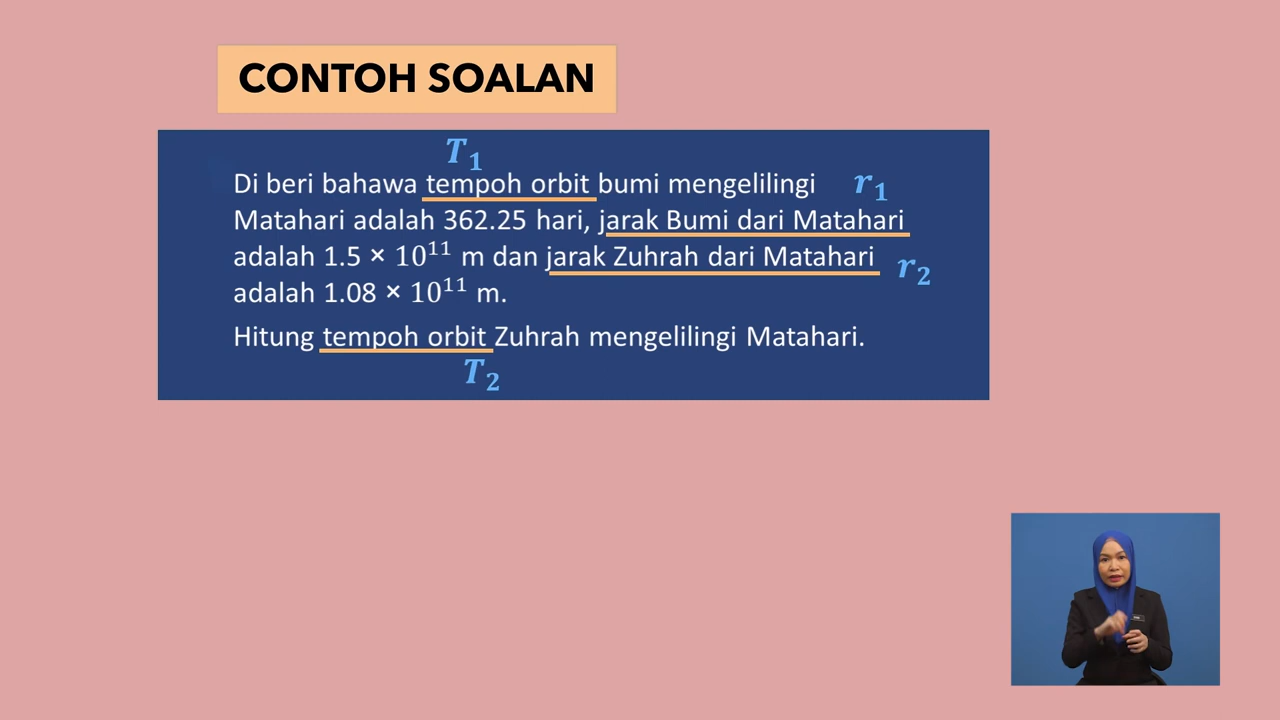 CONTOH SOALAN
T₁
Di beri bahawa tempoh orbit bumi mengelilingi
r₁
Matahari adalah 362.25 hari, jarak Bumi dari Matahari
adalah 1.5 × 10¹¹ m dan jarak Zuhrah dari Matahari
r₂
adalah 1.08 × 10¹¹ m.
Hitung tempoh orbit Zuhrah mengelilingi Matahari.
T₂